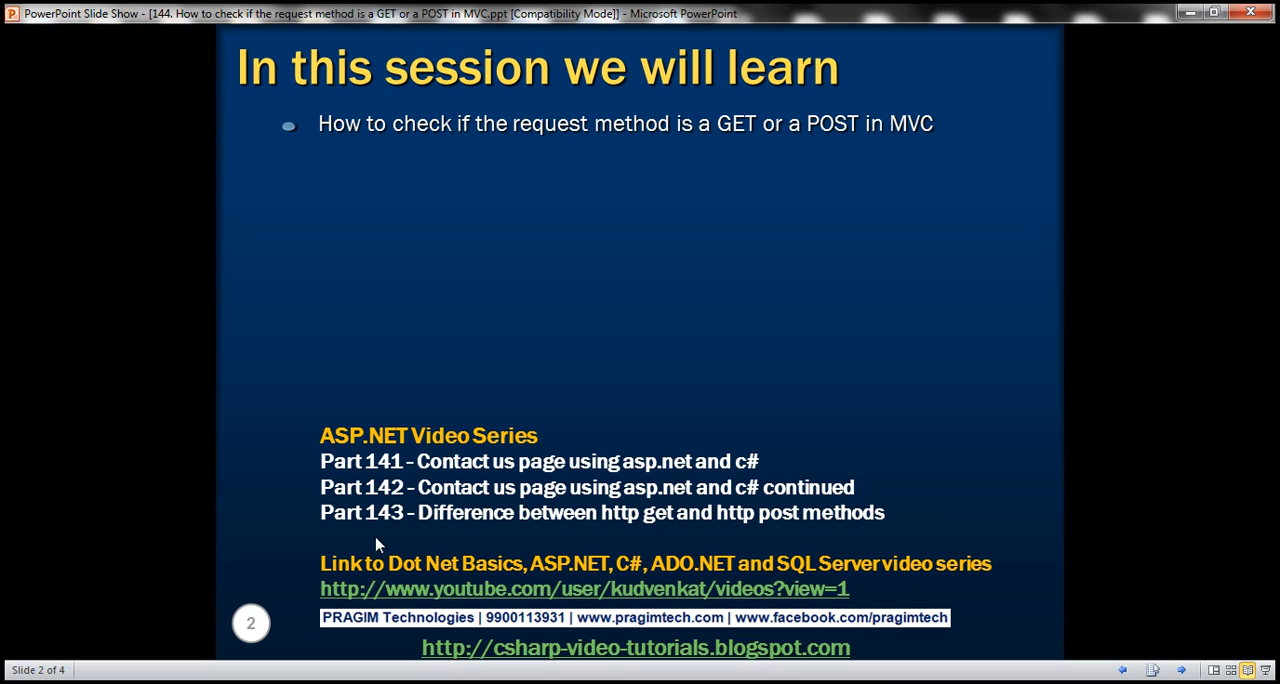 PowerPoint Slide Show - [144. How to check if the request method is a GET or a POST in MVC.ppt [Compatibility Mode]] - Microsoft PowerPoint
In this session we will learn
How to check if the request method is a GET or a POST in MVC
ASP.NET Video Series
Part 141 - Contact us page using asp.net and c#
Part 142 - Contact us page using asp.net and c# continued
Part 143 - Difference between http get and http post methods
Link to Dot Net Basics, ASP.NET, C#, ADO.NET and SQL Server video series
http://www.youtube.com/user/kudvenkat/videos?view=1
2
PRAGIM Technologies | 9900113931 | www.pragimtech.com | www.facebook.com/pragimtech
http://csharp-video-tutorials.blogspot.com
Slide 2 of 4